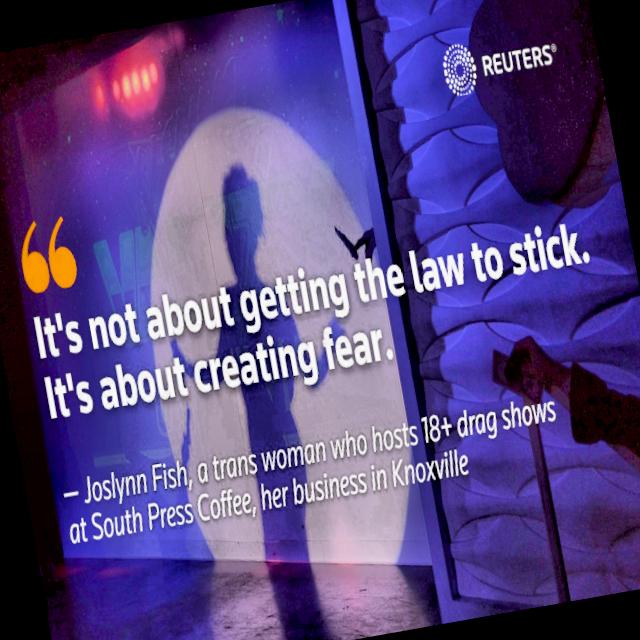 REUTERS®
“
It's not about getting the law to stick.
It's about creating fear.
— Joslynn Fish, a trans woman who hosts 18+ drag shows
at South Press Coffee, her business in Knoxville